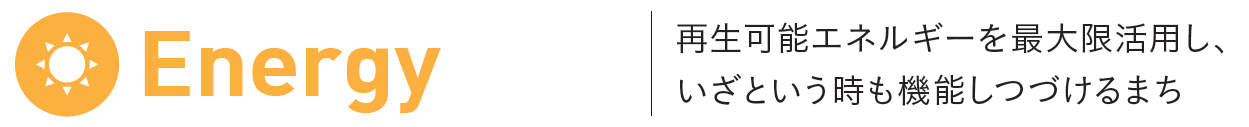 Energy
再生可能エネルギーを最大限活用し、
いざという時も機能しつづけるまち